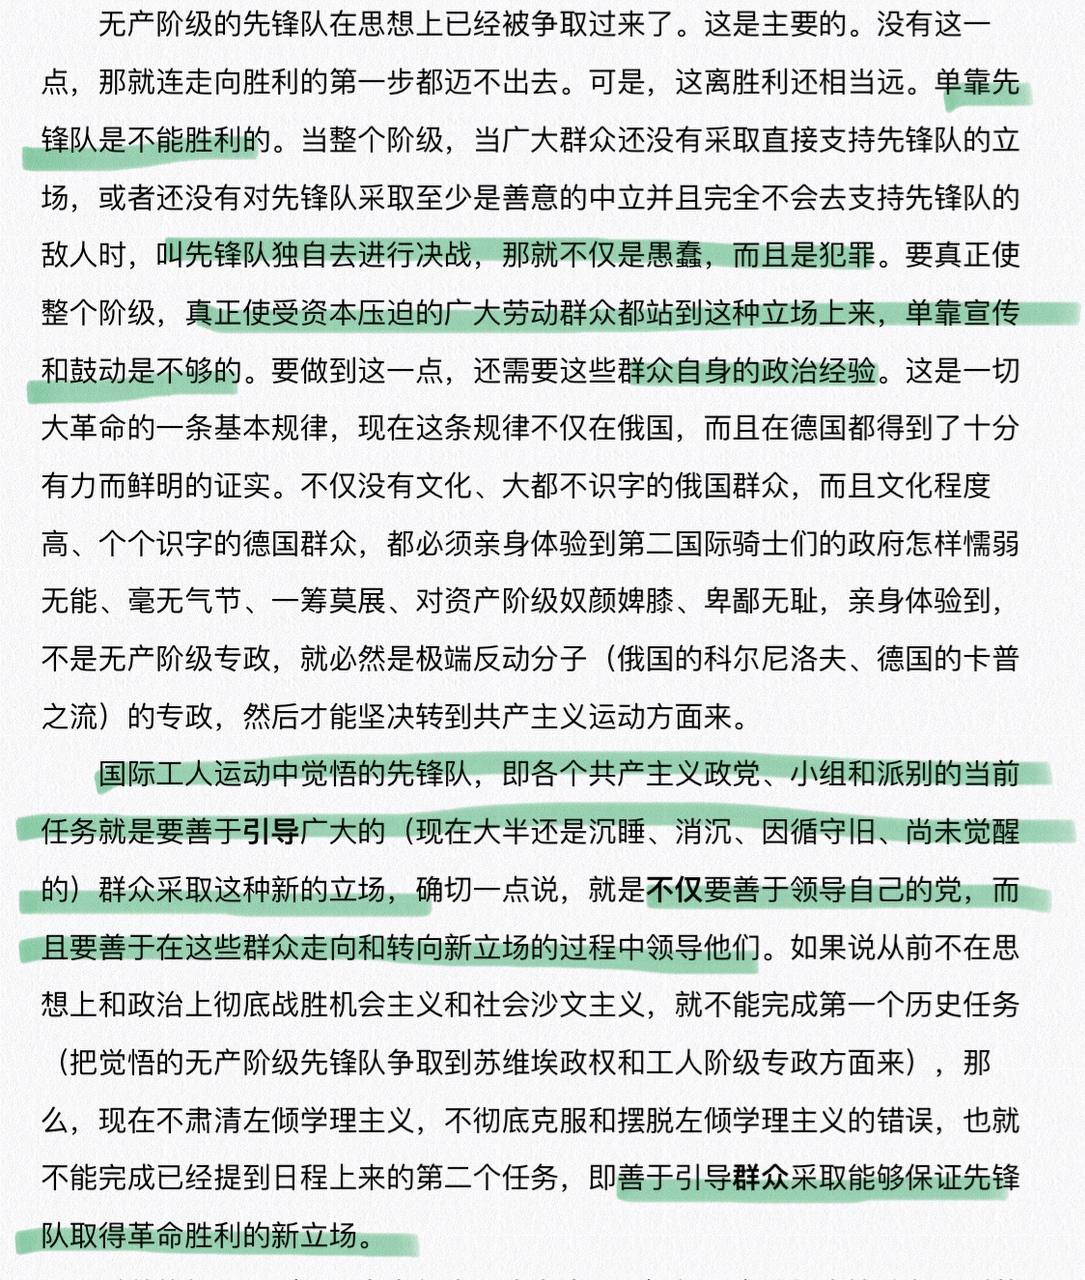 无产阶级的先锋队在思想上已经被争取过来了。这是主要的。没有这一
点，那就连走向胜利的第一步都迈不出去。可是，这离胜利还相当远。单靠先
锋队是不能胜利的。当整个阶级，当广大群众还没有采取直接支持先锋队的立
场，或者还没有对先锋队采取至少是善意的中立并且完全不会去支持先锋队的
敌人时，叫先锋队独自去进行决战，那就不仅是愚蠢，而且是犯罪。要真正使
整个阶级，真正使受资本压迫的广大劳动群众都站到这种立场上来，单靠宣传
和鼓动是不够的。要做到这一点，还需要这些群众自身的政治经验。这是一切
大革命的一条基本规律，现在这条规律不仅在俄国，而且在德国都得到了十分
有力而鲜明的证实。不仅没有文化、大都不识字的俄国群众，而且文化程度
高、个个识字的德国群众，都必须亲身体验到第二国际骑士们的政府怎样懦弱
无能、毫无气节、一筹莫展、对资产阶级奴颜婢膝、卑鄙无耻，亲身体验到，
不是无产阶级专政，就必然是极端反动分子（俄国的科尔尼洛夫、德国的卡普
之流）的专政，然后才能坚决转到共产主义运动方面来。
国际工人运动中觉悟的先锋队，即各个共产主义政党、小组和派别的当前
任务就是要善于引导广大的（现在大半还是沉睡、消沉、因循守旧、尚未觉醒
的）群众采取这种新的立场，确切一点说，就是不仅要善于领导自己的党，而
且要善于在这些群众走向和转向新立场的过程中领导他们。如果说从前不在思
想上和政治上彻底战胜机会主义和社会沙文主义，就不能完成第一个历史任务
（把觉悟的无产阶级先锋队争取到苏维埃政权和工人阶级专政方面来），那
么，现在不肃清左倾学理主义，不彻底克服和摆脱左倾学理主义的错误，也就
不能完成已经提到日程上来的第二个任务，即善于引导群众采取能够保证先锋
队取得革命胜利的新立场。